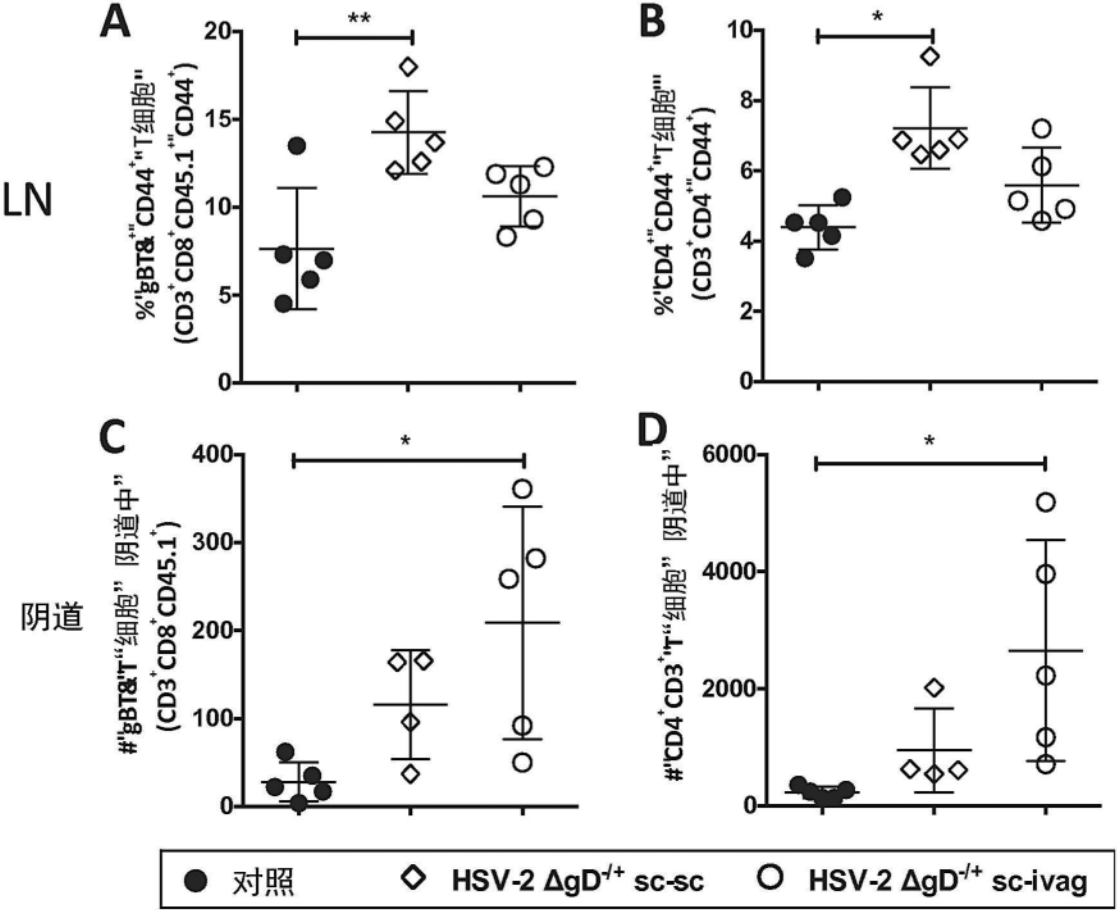 A
**
20
15
10
5
0
%"gBT8+"CD44+"T细胞"
(CD3+CD8+CD45.1+"CD44+)
B
*
10
8
6
4
2
0
%"CD4+"CD44+"T细胞"'
(CD3+CD4+"CD44+)
LN
C
*
400
300
200
100
0
#"gBT8"T“细胞” 阴道中”
(CD3+CD8+CD45.1+)
D
*
6000
4000
2000
0
#"CD4+CD3+"T“细胞” 阴道中”
阴道
对照
HSV-2 ΔgD-/+ sc-sc
HSV-2 ΔgD-/+ sc-ivag